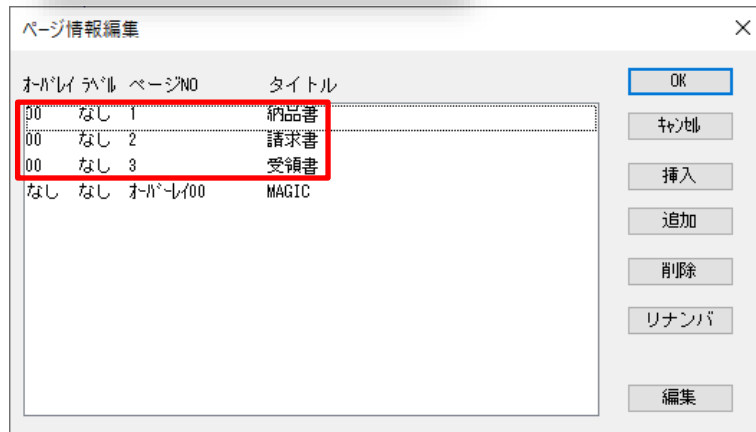 ページ情報編集
ｵｰﾊﾞﾚｲ ﾗﾍﾞﾙ ページNO タイトル
00 なし 1 納品書
00 なし 2 請求書
00 なし 3 受領書
なし なし ｵｰﾊﾞｰﾚｲ00 MAGIC
OK
ｷｬﾝｾﾙ
挿入
追加
削除
リナンバ
編集